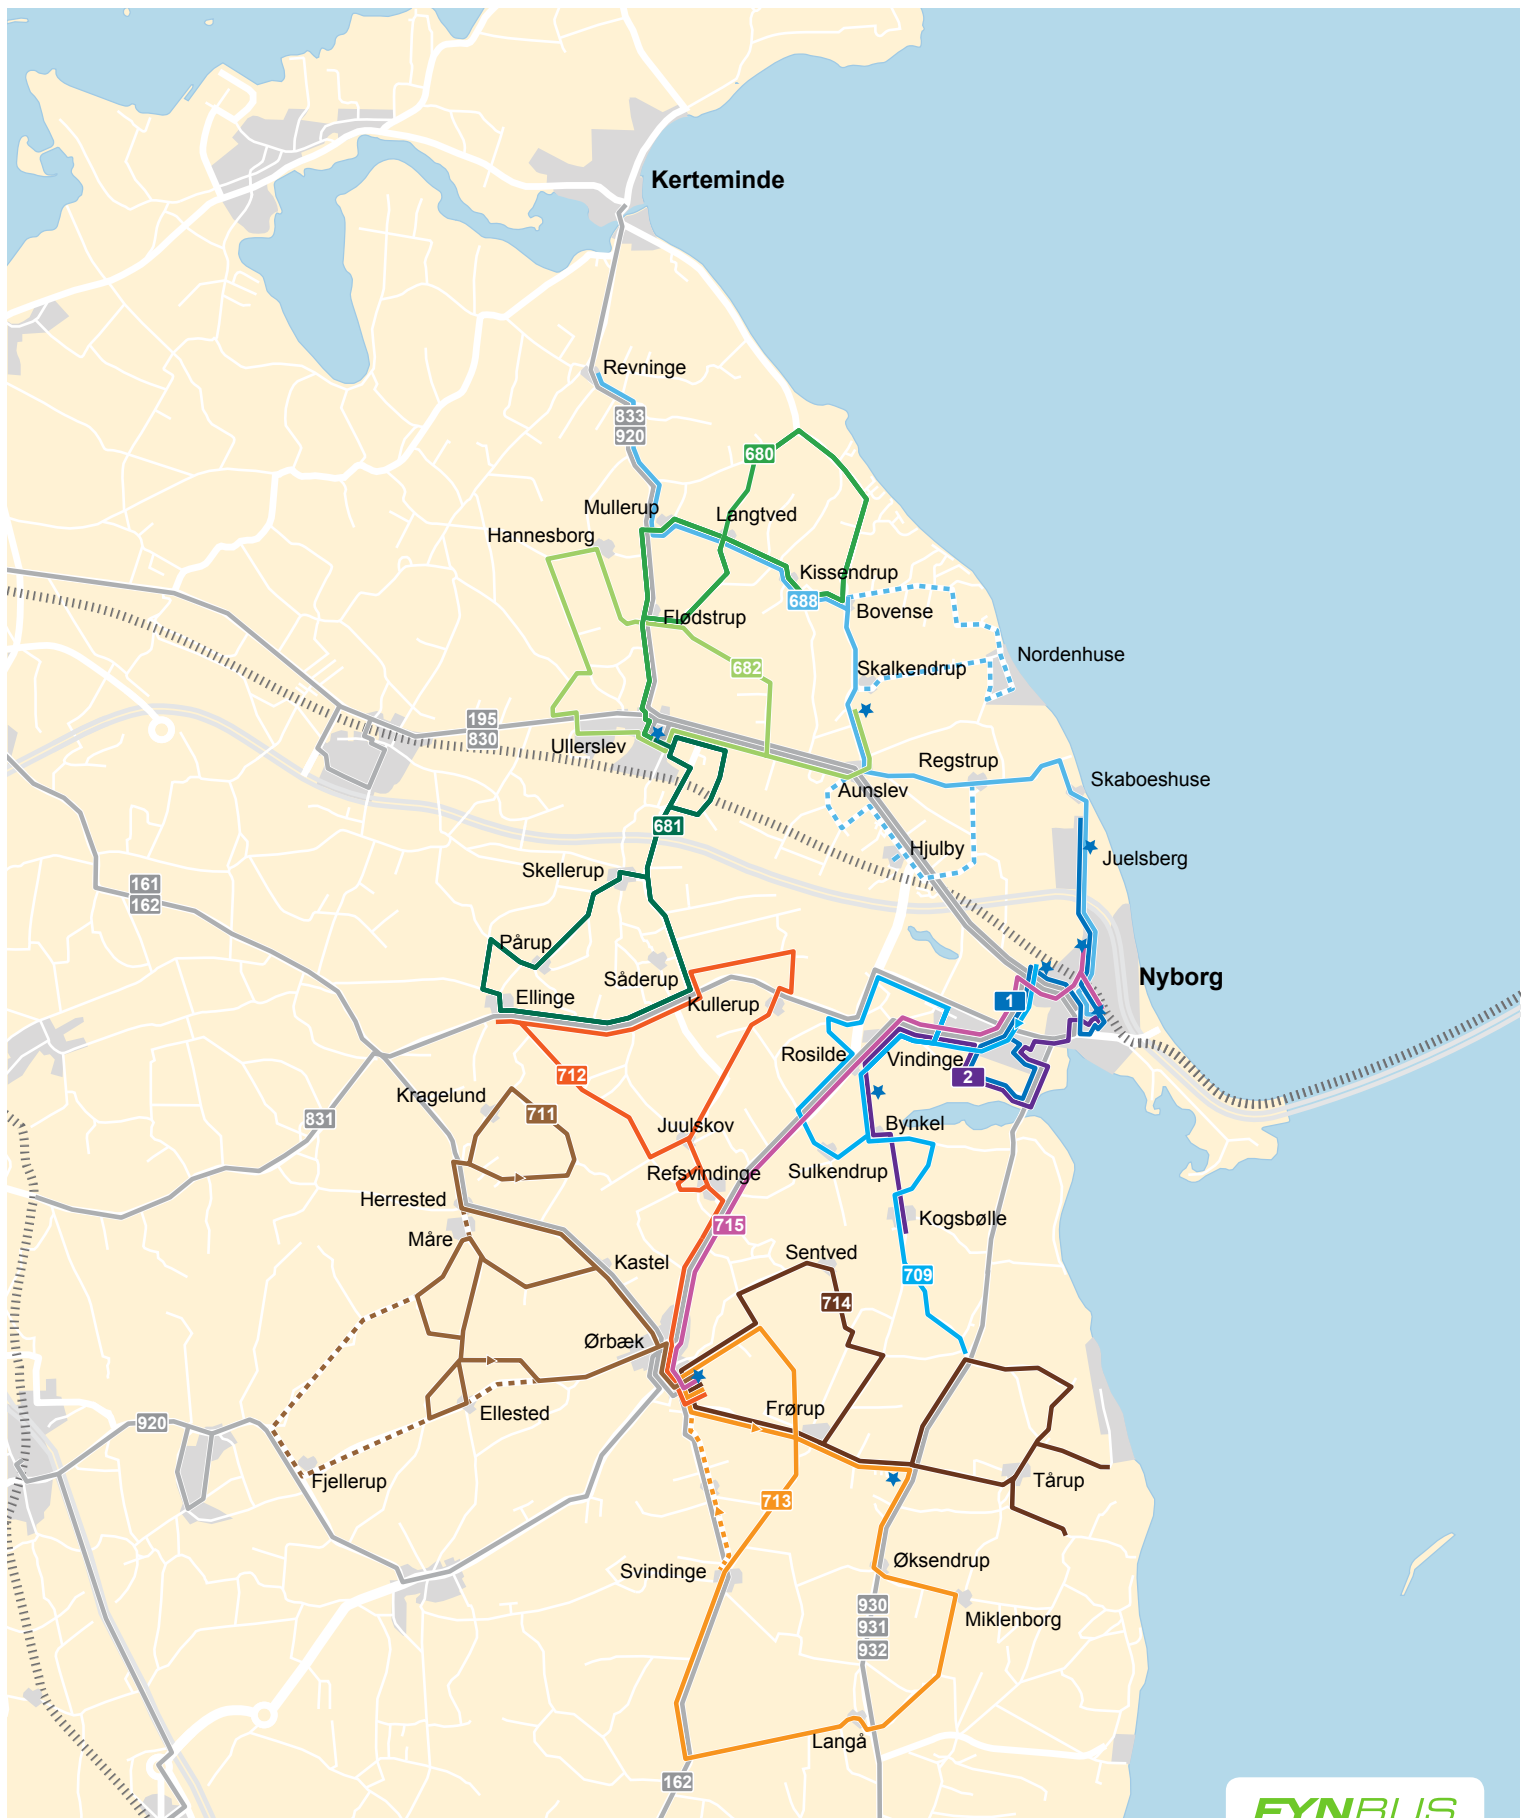 Kerteminde
Revninge
833
920
680
Mullerup
Langtved
Hannesborg
Kissendrup
688
Bovense
Flødstrup
Nordenhuse
682
Skalkendrup
195
830
Ullerslev
Regstrup
Skaboeshuse
Aunslev
681
Hjulby
Juelsberg
Skellerup
161
162
Pårup
Såderup
Nyborg
Ellinge
Kullerup
1
Rosilde
Vindinge
712
2
Kragelund
711
831
Juulskov
Bynkel
Refsvindinge
Sulkendrup
Herrested
715
Kogsbølle
Måre
Kastel
Sentved
709
714
Ørbæk
Ellested
Frørup
920
Fjellerup
Tårup
713
Svindinge
Øksendrup
930
931
932
Miklenborg
Langå
162
FYNBUS